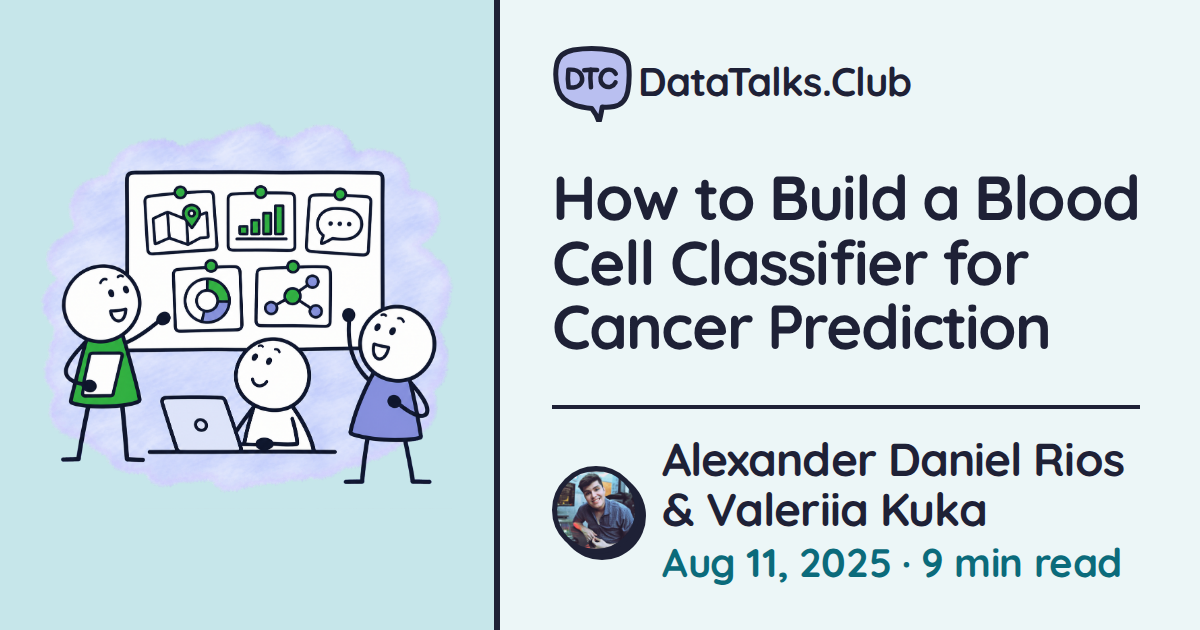 DTC DataTalks.Club
How to Build a Blood
Cell Classifier for
Cancer Prediction
Alexander Daniel Rios
& Valeriia Kuka
Aug 11, 2025 · 9 min read